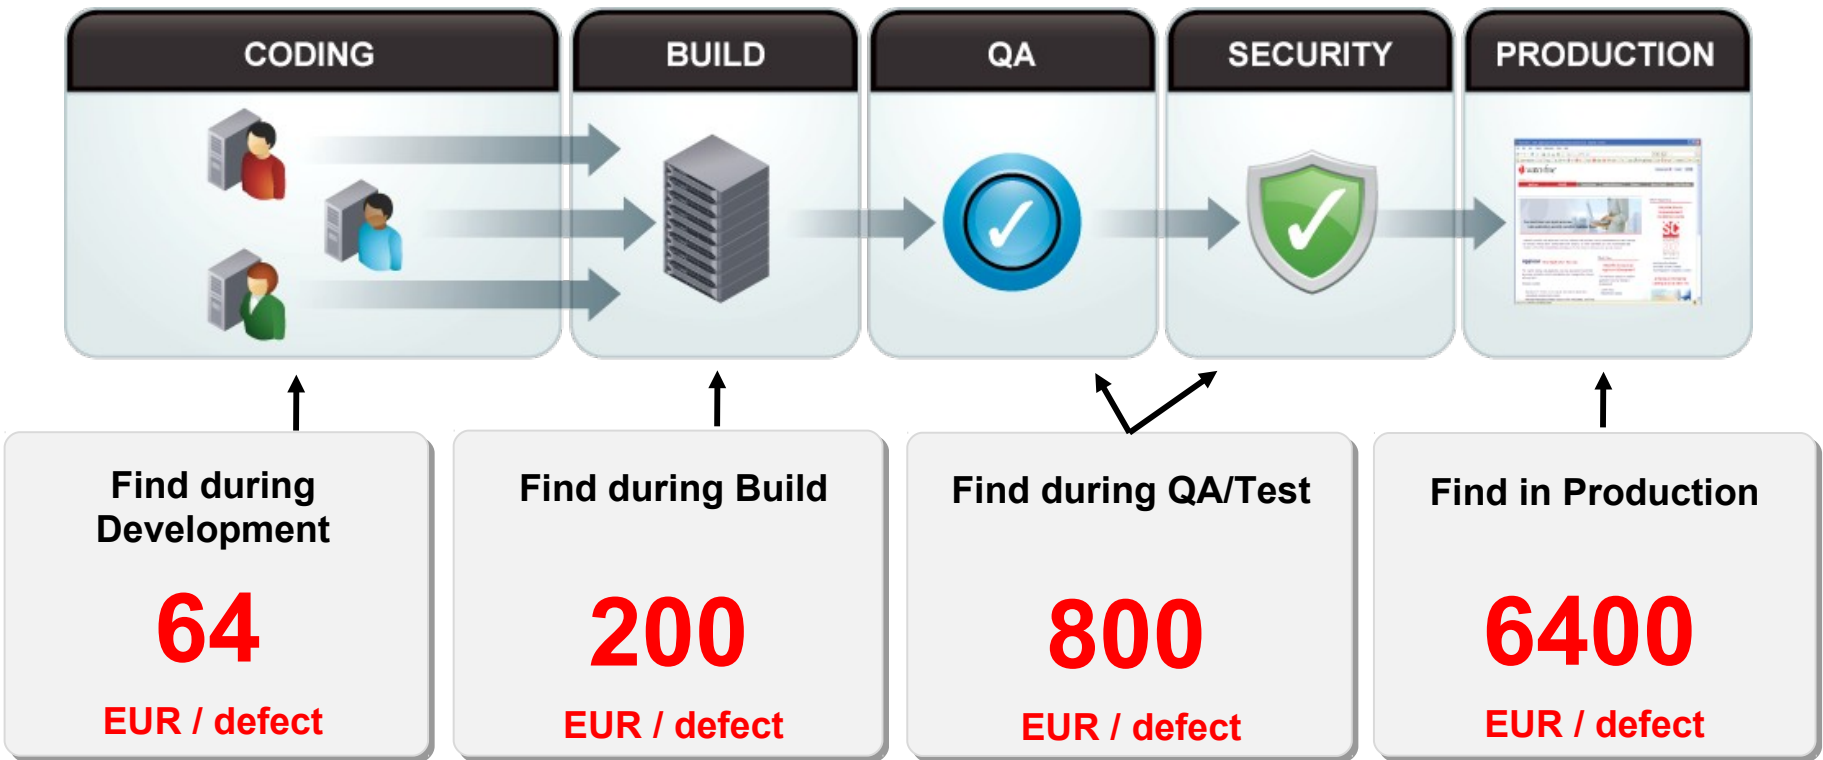 CODING
BUILD
QA
SECURITY
PRODUCTION
SC
Find during
Development
64
EUR / defect
Find during Build
200
EUR / defect
Find during QA/Test
800
EUR / defect
Find in Production
6400
EUR / defect